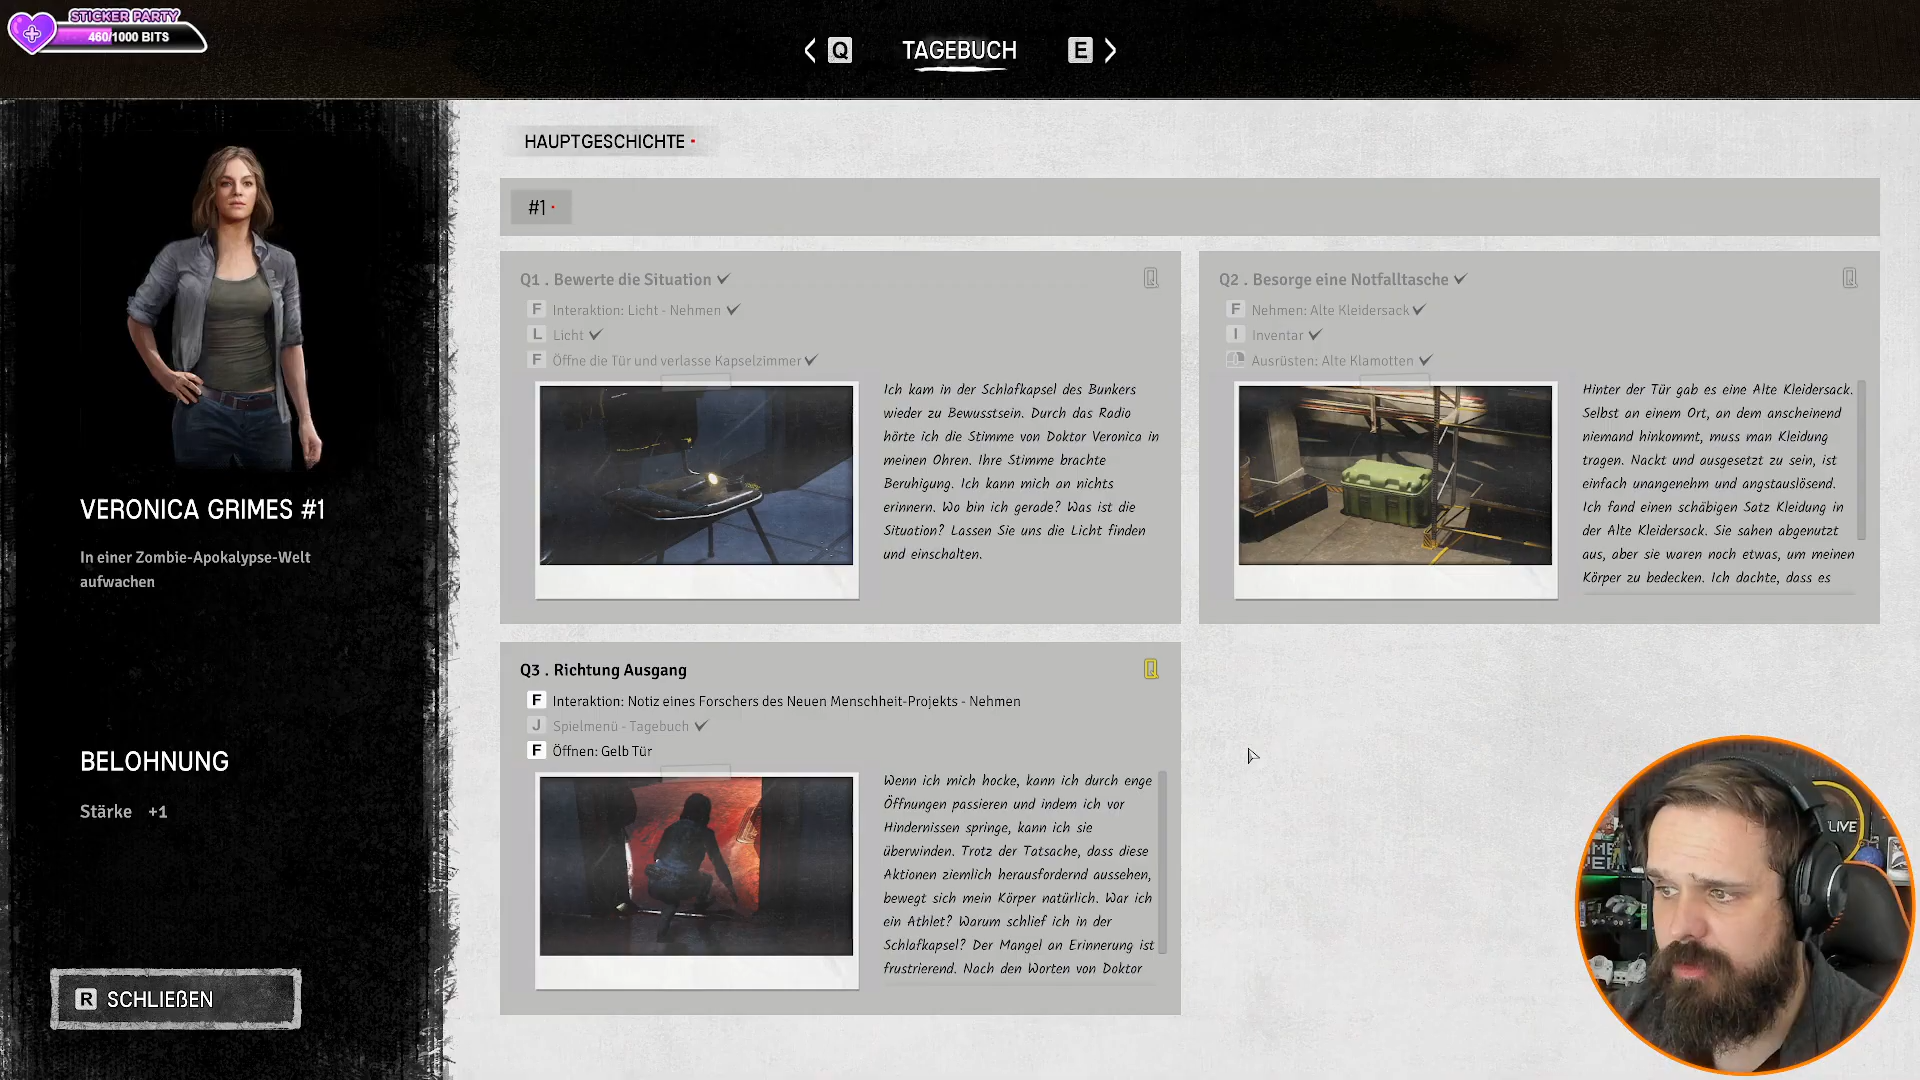 STICKER PARTY
460/1000 BITS
Q
TAGEBUCH
E
HAUPTGESCHICHTE
#1
Q1 . Bewerte die Situation
F Interaktion: Licht - Nehmen
L Licht
F Öffne die Tür und verlasse Kapselzimmer
Ich kam in der Schlafkapsel des Bunkers
wieder zu Bewusstsein. Durch das Radio
hörte ich die Stimme von Doktor Veronica in
meinen Ohren. Ihre Stimme brachte
Beruhigung. Ich kann mich an nichts
erinnern. Wo bin ich gerade? Was ist die
Situation? Lassen Sie uns die Licht finden
und einschalten.
Q2 . Besorge eine Notfalltasche
F Nehmen: Alte Kleidersack
I Inventar
Ausrüsten: Alte Klamotten
Hinter der Tür gab es eine Alte Kleidersack.
Selbst an einem Ort, an dem anscheinend
niemand hinkommt, muss man Kleidung
tragen. Nackt und ausgesetzt zu sein, ist
einfach unangenehm und angstauslösend.
Ich fand einen schäbigen Satz Kleidung in
der Alte Kleidersack. Sie sahen abgenutzt
aus, aber sie waren noch etwas, um meinen
Körper zu bedecken. Ich dachte, dass es
Q3 . Richtung Ausgang
F Interaktion: Notiz eines Forschers des Neuen Menschheit-Projekts - Nehmen
J Spielmenü - Tagebuch
F Öffnen: Gelb Tür
Wenn ich mich hocke, kann ich durch enge
Öffnungen passieren und indem ich vor
Hindernissen springe, kann ich sie
überwinden. Trotz der Tatsache, dass diese
Aktionen ziemlich herausfordernd aussehen,
bewegt sich mein Körper natürlich. War ich
ein Athlet? Warum schlief ich in der
Schlafkapsel? Der Mangel an Erinnerung ist
frustrierend. Nach den Worten von Doktor
VERONICA GRIMES #1
In einer Zombie-Apokalypse-Welt
aufwachen
BELOHNUNG
Stärke +1
R SCHLIEẞEN
LIVE